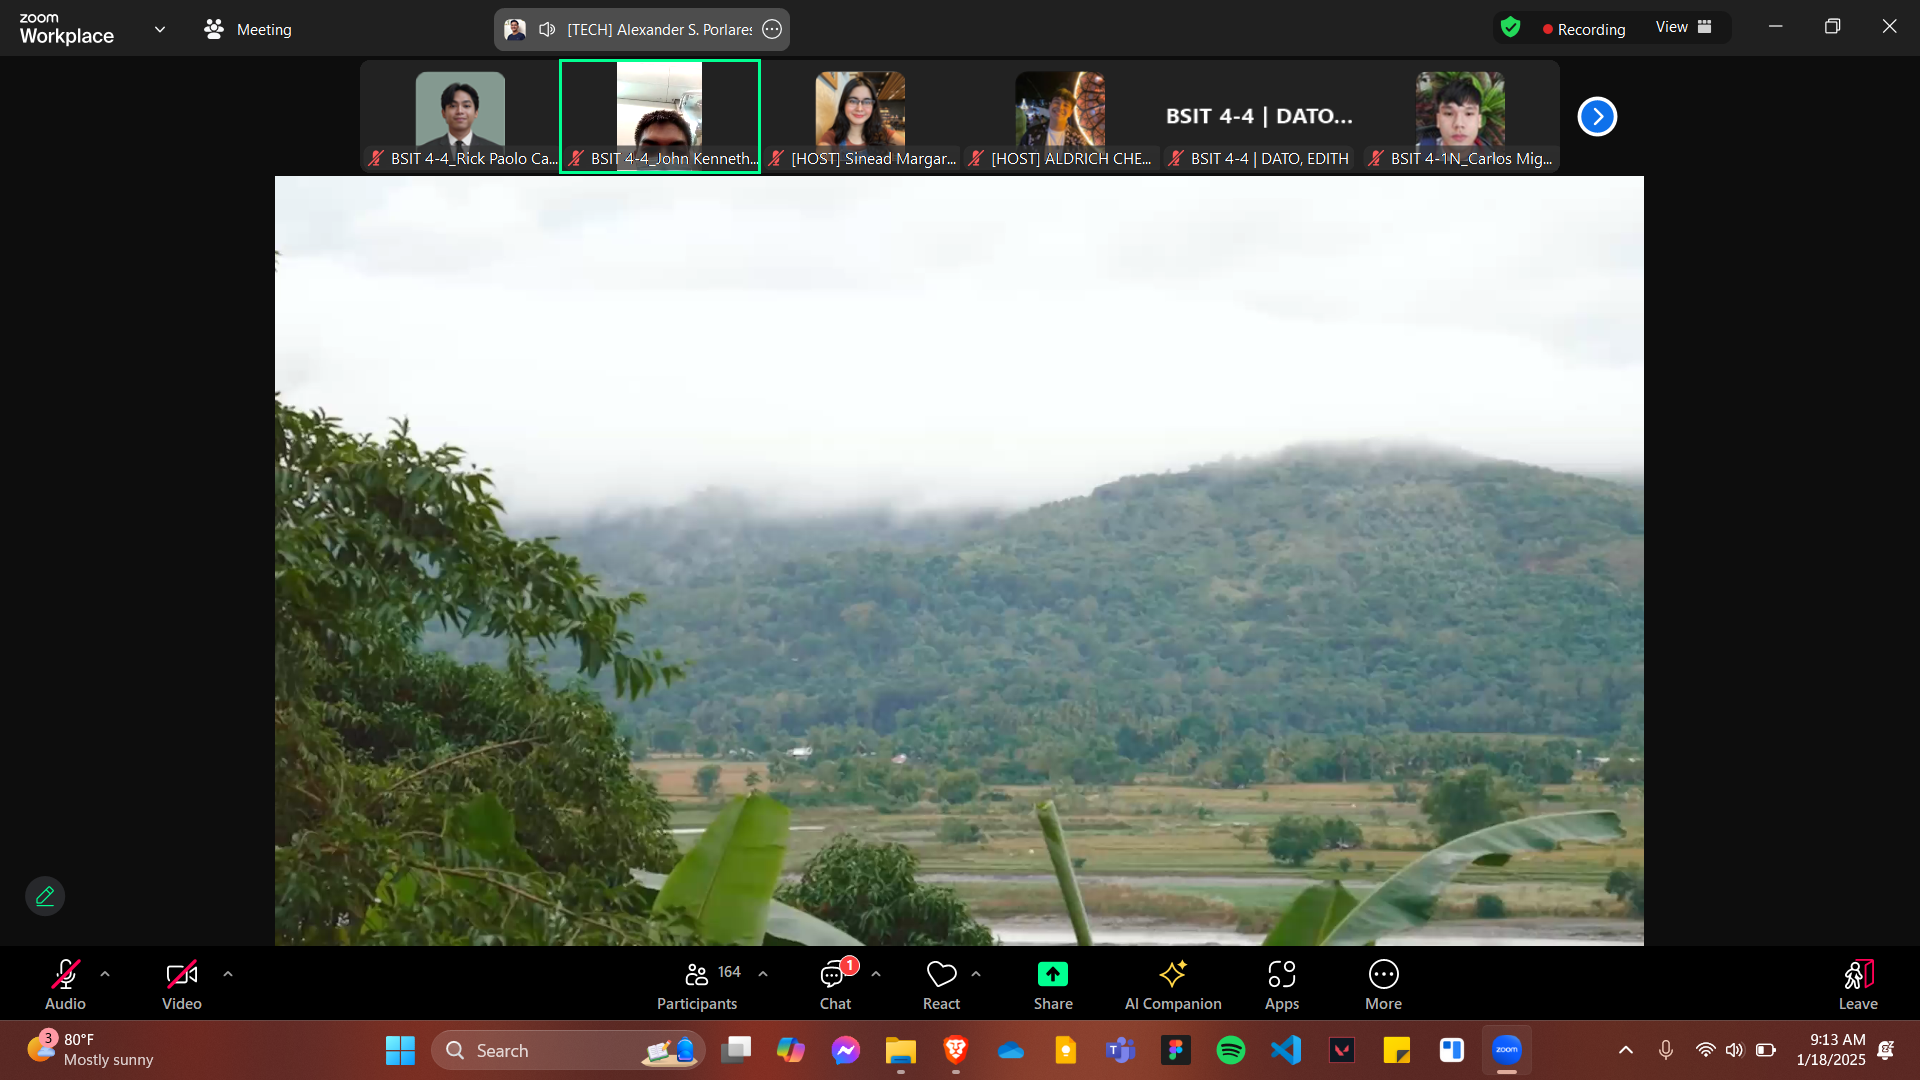 zoom
Workplace
Meeting
[TECH] Alexander S. Porlares
Recording
View
BSIT 4-4_Rick Paolo Ca...
BSIT 4-4_John Kenneth...
[HOST] Sinead Margar...
[HOST] ALDRICH CHE...
BSIT 4-4 | DATO...
BSIT 4-4 | DATO, EDITH
BSIT 4-1N_Carlos Mig...
Audio
Video
164
Participants
1
Chat
React
Share
AI Companion
Apps
More
Leave
3
80°F
Mostly sunny
Search
zoom
9:13 AM
1/18/2025